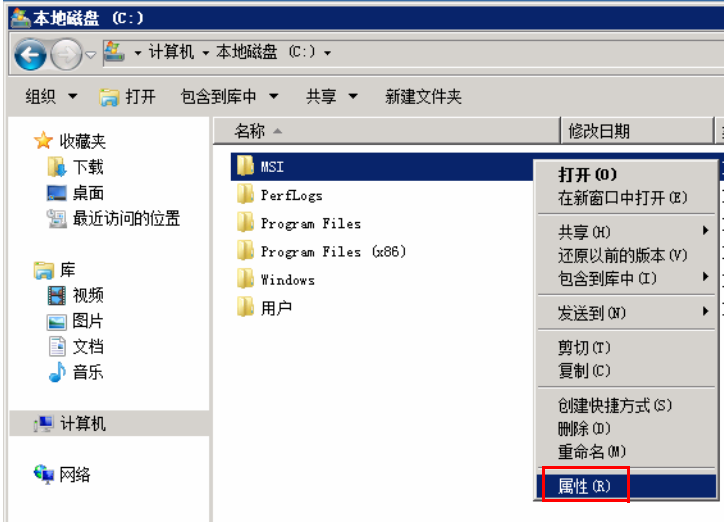 本地磁盘 (C:)
计算机 本地磁盘 (C:)
组织 打开 包含到库中 共享 新建文件夹
名称 修改日期
收藏夹
下载
桌面
最近访问的位置
库
视频
图片
文档
音乐
计算机
网络
MSI
PerfLogs
Program Files
Program Files (x86)
Windows
用户
打开(O)
在新窗口中打开(E)
共享(H)
还原以前的版本(V)
包含到库中(I)
发送到(N)
剪切(T)
复制(C)
创建快捷方式(S)
删除(D)
重命名(M)
属性(R)